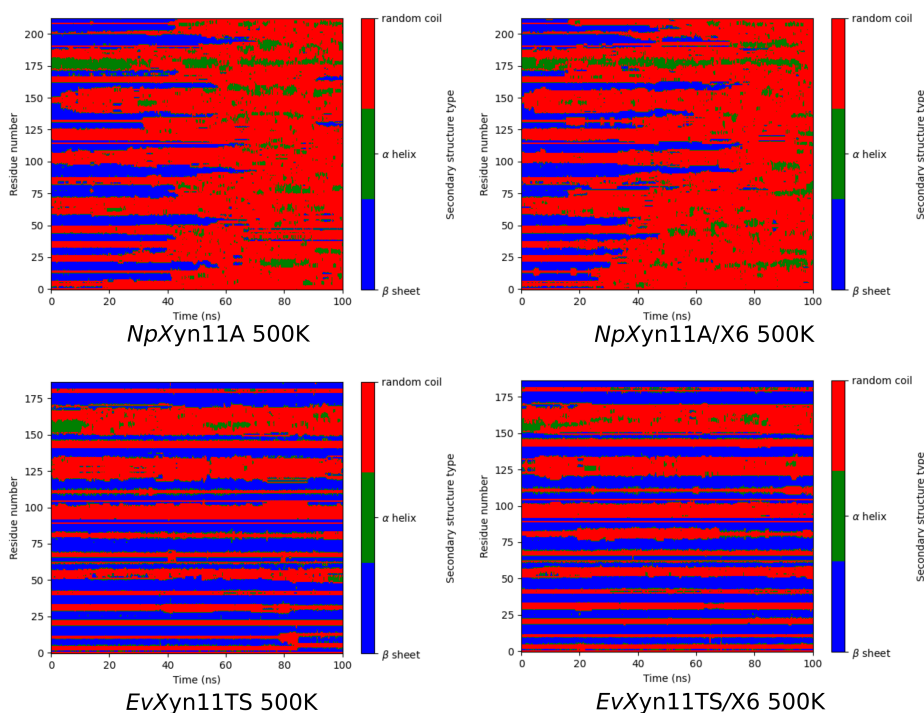 random coil
200
175
150
125
100
75
50
25
0
Residue number
α helix
β sheet
Secondary structure type
0 20 40 60 80 100
Time (ns)
NpXyn11A 500K
random coil
200
175
150
125
100
75
50
25
0
Residue number
α helix
β sheet
Secondary structure type
0 20 40 60 80 100
Time (ns)
NpXyn11A/X6 500K
random coil
175
150
125
100
75
50
25
0
Residue number
α helix
β sheet
Secondary structure type
0 20 40 60 80 100
Time (ns)
EvXyn11TS 500K
random coil
175
150
125
100
75
50
25
0
Residue number
α helix
β sheet
Secondary structure type
0 20 40 60 80 100
Time (ns)
EvXyn11TS/X6 500K